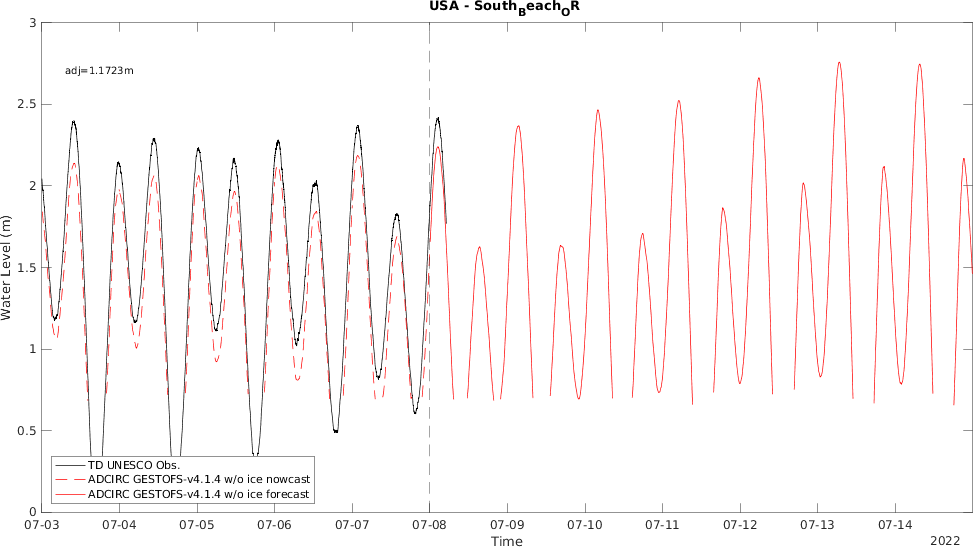 USA - SouthBeachOR
adj=1.1723m
3
2.5
2
1.5
1
0.5
0
Water Level (m)
TD UNESCO Obs.
ADCIRC GESTOFS-v4.1.4 w/o ice nowcast
ADCIRC GESTOFS-v4.1.4 w/o ice forecast
07-03 07-04 07-05 07-06 07-07 07-08 07-09 07-10 07-11 07-12 07-13 07-14
Time
2022